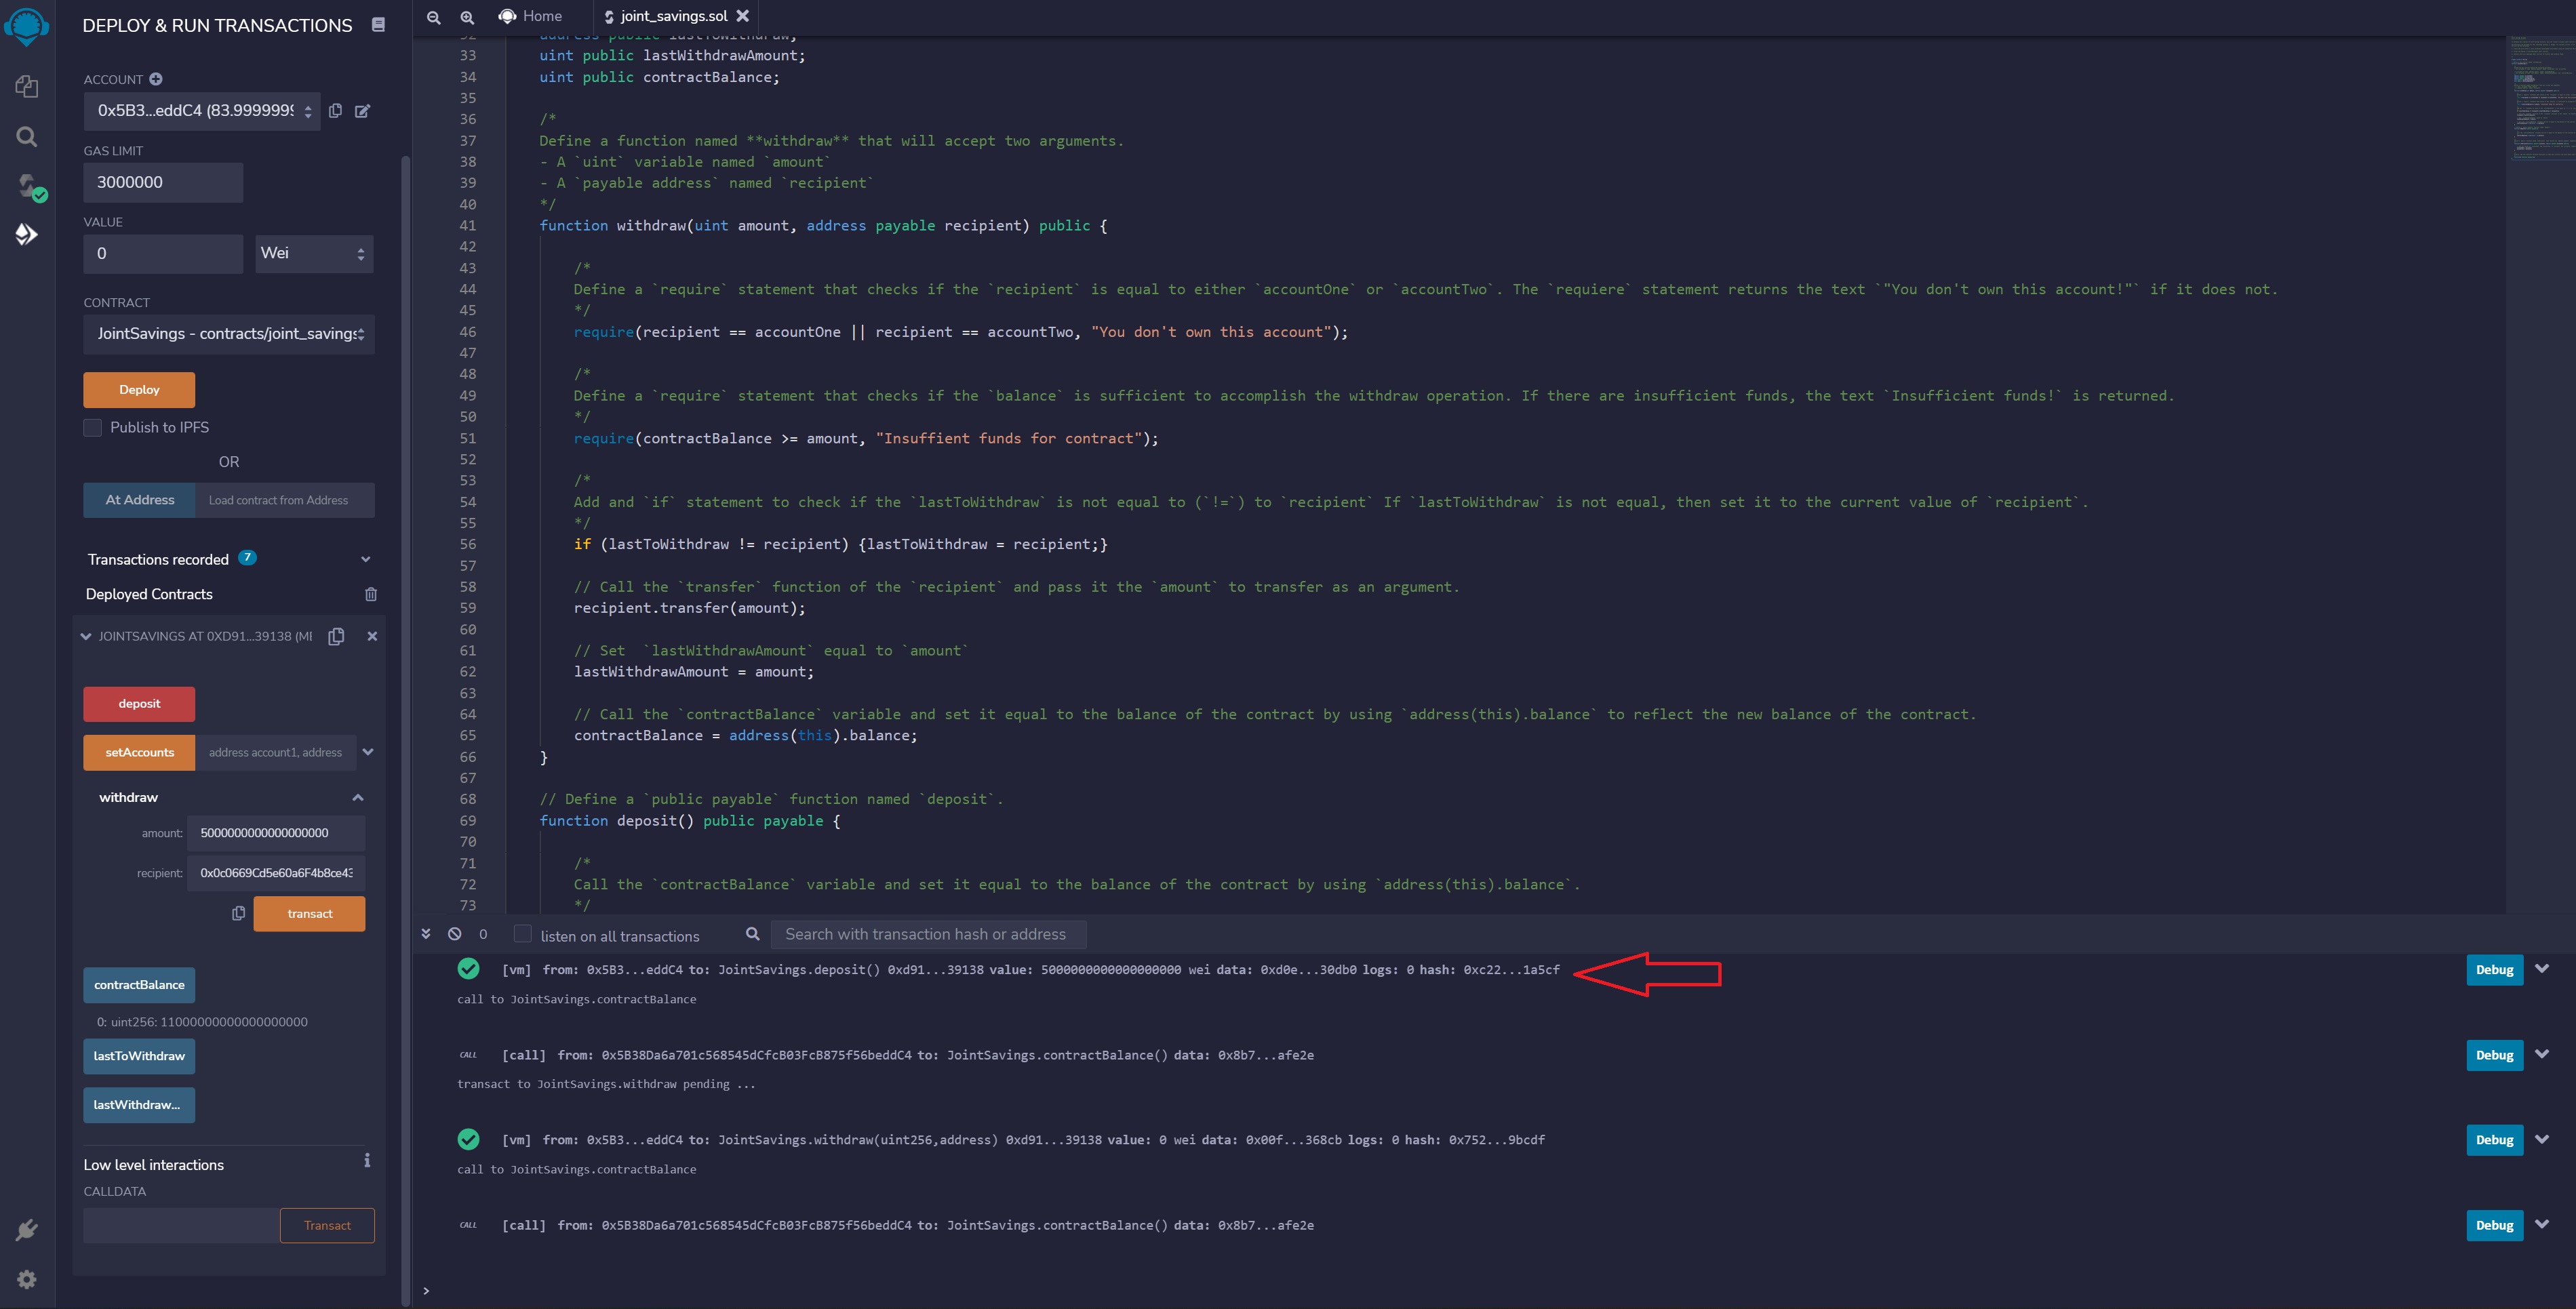 DEPLOY & RUN TRANSACTIONS
ACCOUNT
0x5B3...eddC4 (83.9999999
GAS LIMIT
3000000
VALUE
0 Wei
CONTRACT
JointSavings - contracts/joint_savings
Deploy
Publish to IPFS
OR
At Address Load contract from Address
Transactions recorded 7
Deployed Contracts
JOINTSAVINGS AT 0XD91...39138 (ME
deposit
setAccounts address account1, address
withdraw
amount: 5000000000000000000
recipient: 0x0c0669Cd5e60a6F4b8ce43
transact
contractBalance
0: uint256: 11000000000000000000
lastToWithdraw
lastWithdraw...
Low level interactions
CALLDATA
Transact
Home joint_savings.sol
32 address public lastToWithdraw;
33 uint public lastWithdrawAmount;
34 uint public contractBalance;
35
36 /*
37 Define a function named **withdraw** that will accept two arguments.
38 - A `uint` variable named `amount`
39 - A `payable address` named `recipient`
40 */
41 function withdraw(uint amount, address payable recipient) public {
42
43 /*
44 Define a `require` statement that checks if the `recipient` is equal to either `accountOne` or `accountTwo`. The `requiere` statement returns the text `"You don't own this account!"` if it does not.
45 */
46 require(recipient == accountOne || recipient == accountTwo, "You don't own this account");
47
48 /*
49 Define a `require` statement that checks if the `balance` is sufficient to accomplish the withdraw operation. If there are insufficient funds, the text `Insufficient funds!` is returned.
50 */
51 require(contractBalance >= amount, "Insuffient funds for contract");
52
53 /*
54 Add and `if` statement to check if the `lastToWithdraw` is not equal to (`!=`) to `recipient` If `lastToWithdraw` is not equal, then set it to the current value of `recipient`.
55 */
56 if (lastToWithdraw != recipient) {lastToWithdraw = recipient;}
57
58 // Call the `transfer` function of the `recipient` and pass it the `amount` to transfer as an argument.
59 recipient.transfer(amount);
60
61 // Set  `lastWithdrawAmount` equal to `amount`
62 lastWithdrawAmount = amount;
63
64 // Call the `contractBalance` variable and set it equal to the balance of the contract by using `address(this).balance` to reflect the new balance of the contract.
65 contractBalance = address(this).balance;
66 }
67
68 // Define a `public payable` function named `deposit`.
69 function deposit() public payable {
70
71 /*
72 Call the `contractBalance` variable and set it equal to the balance of the contract by using `address(this).balance`.
73 */
0 listen on all transactions Search with transaction hash or address
[vm] from: 0x5B3...eddC4 to: JointSavings.deposit() 0xd91...39138 value: 5000000000000000000 wei data: 0xd0e...30db0 logs: 0 hash: 0xc22...1a5cf Debug
call to JointSavings.contractBalance
CALL [call] from: 0x5B38Da6a701c568545dCfcB03FcB875f56beddC4 to: JointSavings.contractBalance() data: 0x8b7...afe2e Debug
transact to JointSavings.withdraw pending ...
[vm] from: 0x5B3...eddC4 to: JointSavings.withdraw(uint256,address) 0xd91...39138 value: 0 wei data: 0x00f...368cb logs: 0 hash: 0x752...9bcdf Debug
call to JointSavings.contractBalance
CALL [call] from: 0x5B38Da6a701c568545dCfcB03FcB875f56beddC4 to: JointSavings.contractBalance() data: 0x8b7...afe2e Debug
>